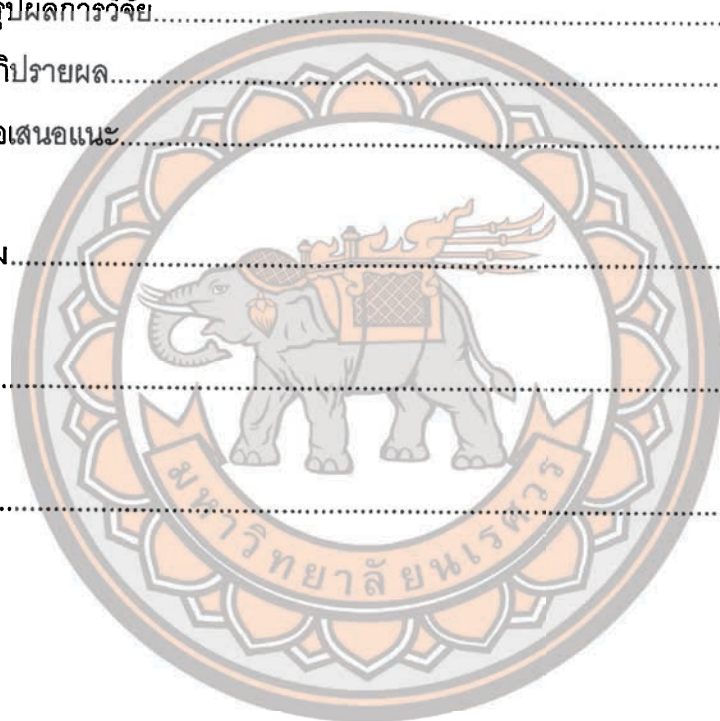 รุปผลการวิจัย
ภิปรายผล
อเสนอแนะ
ม
มหาวิทยาลัยนเรศวร